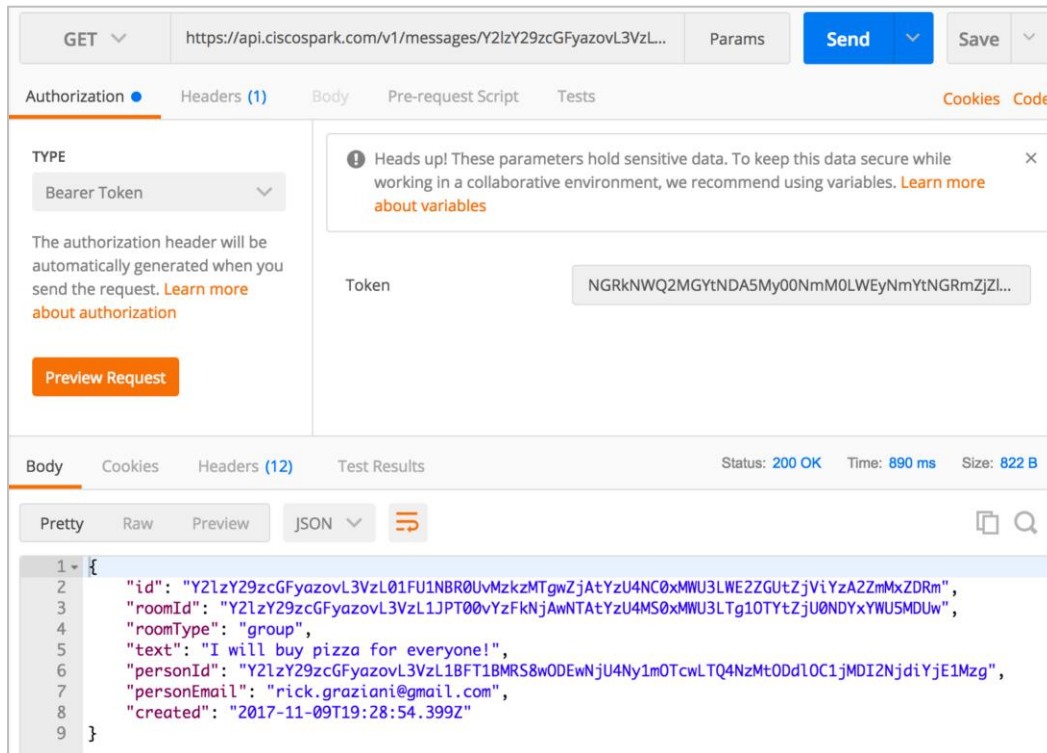 GET https://api.ciscospark.com/v1/messages/Y2lzY29zcGFyazovL3VzL... Params Send Save
Authorization Headers (1) Body Pre-request Script Tests Cookies Code
TYPE
Bearer Token
The authorization header will be
automatically generated when you
send the request. Learn more
about authorization
Preview Request
Heads up! These parameters hold sensitive data. To keep this data secure while
working in a collaborative environment, we recommend using variables. Learn more
about variables
Token NGRkNWQ2MGYtNDA5My00NmM0LWEyNmYtNGRmZjZl...
Body Cookies Headers (12) Test Results Status: 200 OK Time: 890 ms Size: 822 B
Pretty Raw Preview JSON
1 {
2 "id": "Y2lzY29zcGFyazovL3VzL01FU1NBR0UvMzkzMTgwZjAtYzU4NC0xMWU3LWE2ZGUtZjViYzA2ZmMxZDRm",
3 "roomId": "Y2lzY29zcGFyazovL3VzL1JPT00vYzFkNjAwNTAtYzU4MS0xMWU3LTg1OTYtZjU0NDYxYWU5MDUw",
4 "roomType": "group",
5 "text": "I will buy pizza for everyone!",
6 "personId": "Y2lzY29zcGFyazovL3VzL1BFT1BMRS8wODEwNjU4Ny1mOTcwLTQ4NzMtODdlOC1jMDI2NjdiYjE1Mzg",
7 "personEmail": "rick.graziani@gmail.com",
8 "created": "2017-11-09T19:28:54.399Z"
9 }